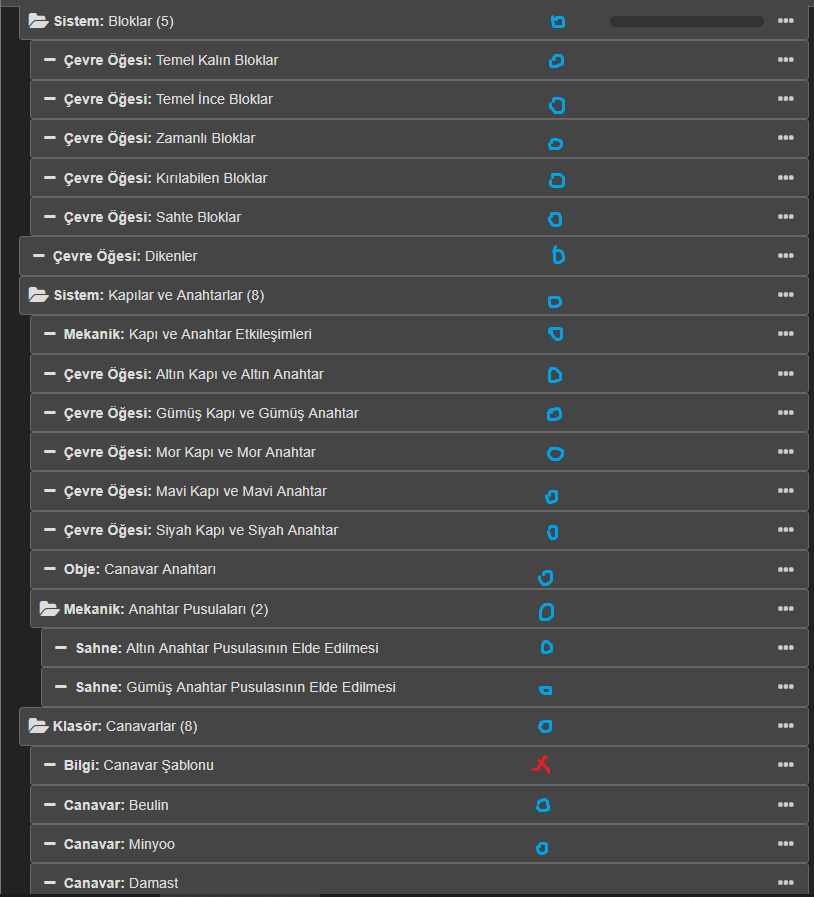 Sistem: Bloklar (5)
Çevre Öğesi: Temel Kalın Bloklar
Çevre Öğesi: Temel İnce Bloklar
Çevre Öğesi: Zamanlı Bloklar
Çevre Öğesi: Kırılabilen Bloklar
Çevre Öğesi: Sahte Bloklar
Çevre Öğesi: Dikenler
Sistem: Kapılar ve Anahtarlar (8)
Mekanik: Kapı ve Anahtar Etkileşimleri
Çevre Öğesi: Altın Kapı ve Altın Anahtar
Çevre Öğesi: Gümüş Kapı ve Gümüş Anahtar
Çevre Öğesi: Mor Kapı ve Mor Anahtar
Çevre Öğesi: Mavi Kapı ve Mavi Anahtar
Çevre Öğesi: Siyah Kapı ve Siyah Anahtar
Obje: Canavar Anahtarı
Mekanik: Anahtar Pusulaları (2)
Sahne: Altın Anahtar Pusulasının Elde Edilmesi
Sahne: Gümüş Anahtar Pusulasının Elde Edilmesi
Klasör: Canavarlar (8)
Bilgi: Canavar Şablonu
Canavar: Beulin
Canavar: Minyoo
Canavar: Damast